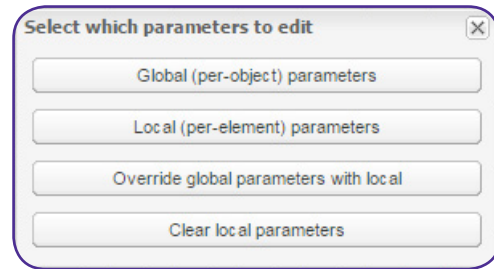 Select which parameters to edit
Global (per-object) parameters
Local (per-element) parameters
Override global parameters with local
Clear local parameters